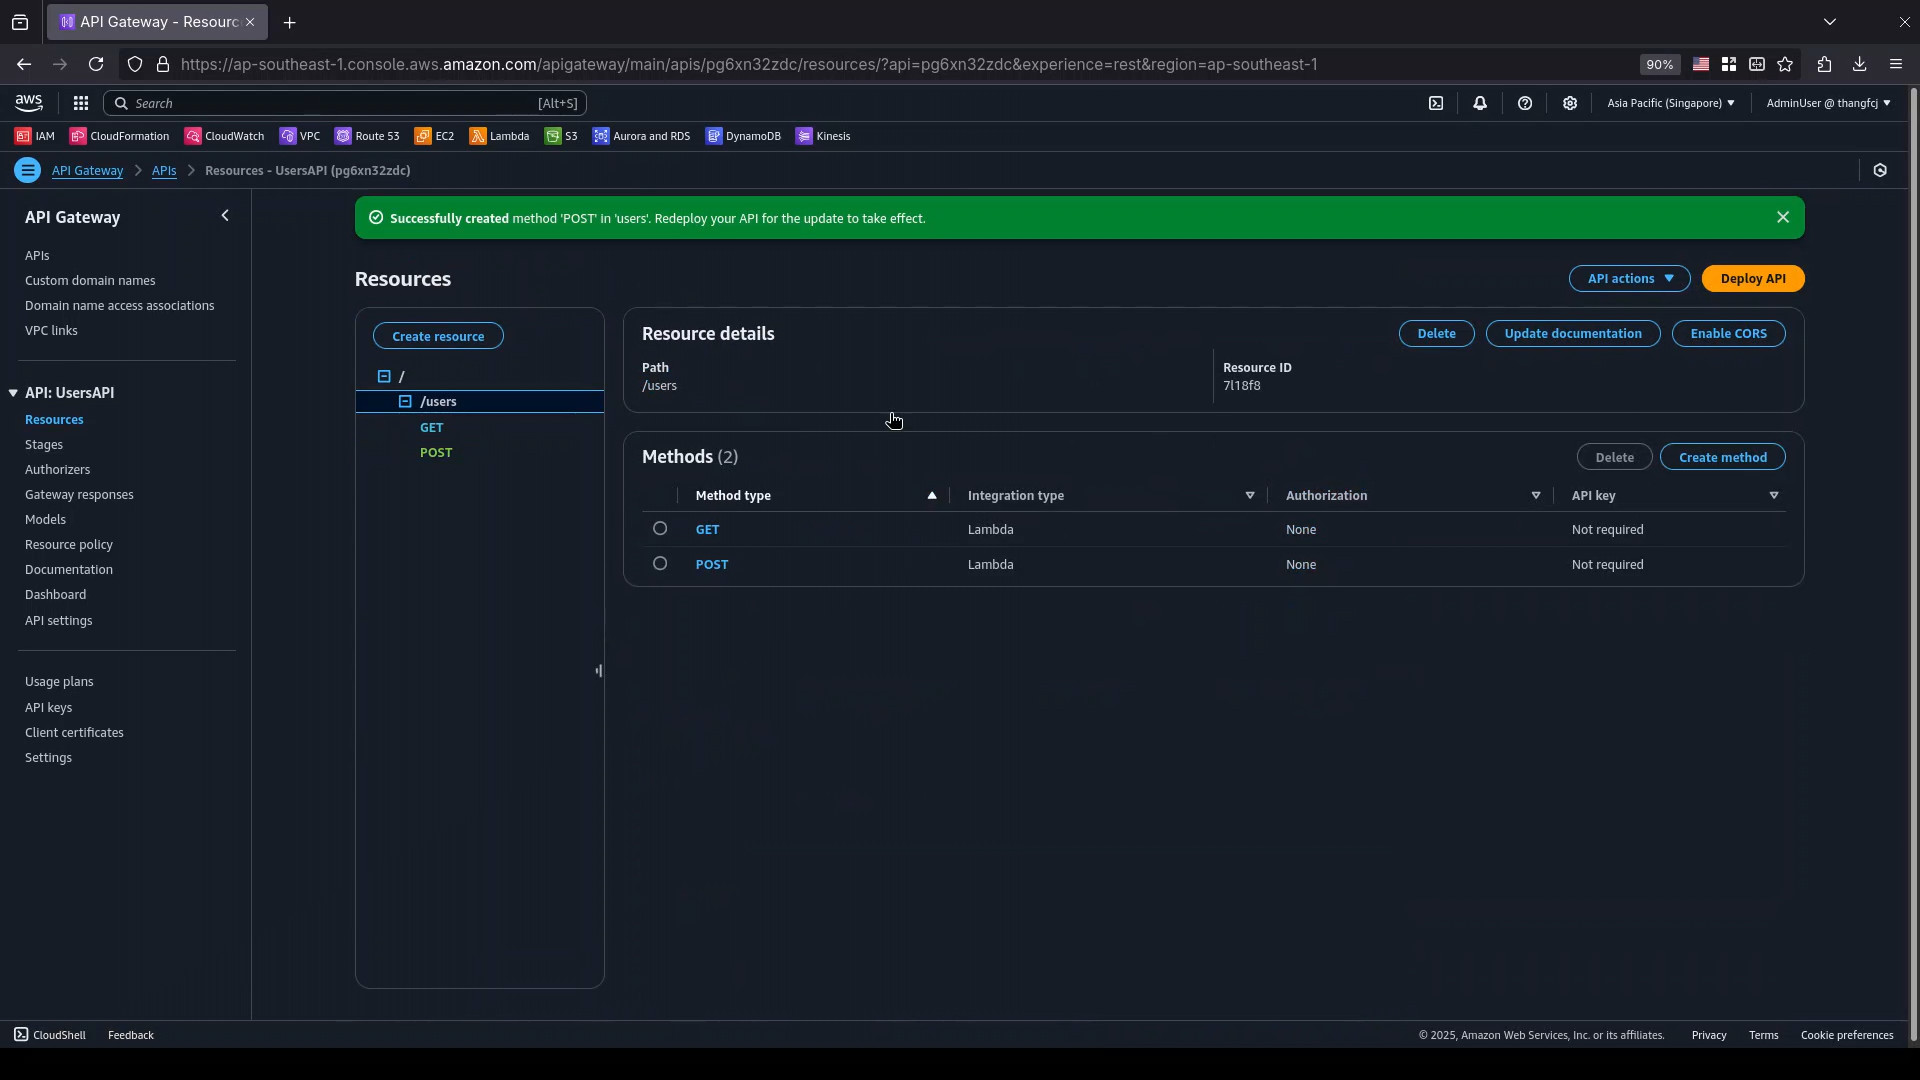 API Gateway - Resourc
https://ap-southeast-1.console.aws.amazon.com/apigateway/main/apis/pg6xn32zdc/resources/?api=pg6xn32zdc&experience=rest&region=ap-southeast-1
90%
aws
Search
[Alt+S]
Asia Pacific (Singapore)
AdminUser @ thangfcj
IAM
CloudFormation
CloudWatch
VPC
Route 53
EC2
Lambda
S3
Aurora and RDS
DynamoDB
Kinesis
API Gateway
APIs
Resources - UsersAPI (pg6xn32zdc)
API Gateway
APIs
Custom domain names
Domain name access associations
VPC links
API: UsersAPI
Resources
Stages
Authorizers
Gateway responses
Models
Resource policy
Documentation
Dashboard
API settings
Usage plans
API keys
Client certificates
Settings
Successfully created method 'POST' in 'users'. Redeploy your API for the update to take effect.
Resources
API actions
Deploy API
Create resource
/
/users
GET
POST
Resource details
Delete
Update documentation
Enable CORS
Path
/users
Resource ID
7l18f8
Methods (2)
Delete
Create method
Method type
Integration type
Authorization
API key
GET
Lambda
None
Not required
POST
Lambda
None
Not required
CloudShell
Feedback
© 2025, Amazon Web Services, Inc. or its affiliates.
Privacy
Terms
Cookie preferences